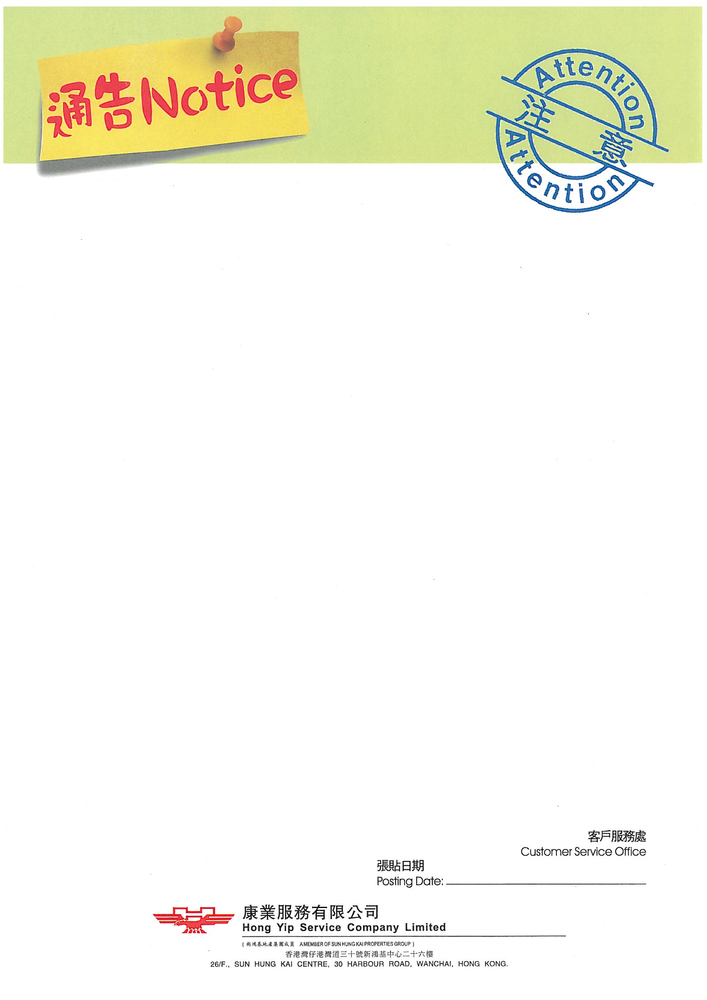 通告Notice
Attention
注意
Attention
客戶服務處
Customer Service Office
張貼日期
Posting Date:
康業服務有限公司
Hong Yip Service Company Limited
( 新鴻基地產集團成員 A MEMBER OF SUN HUNG KAI PROPERTIES GROUP )
香港灣仔港灣道三十號新鴻基中心二十六樓
26/F., SUN HUNG KAI CENTRE, 30 HARBOUR ROAD, WANCHAI, HONG KONG.